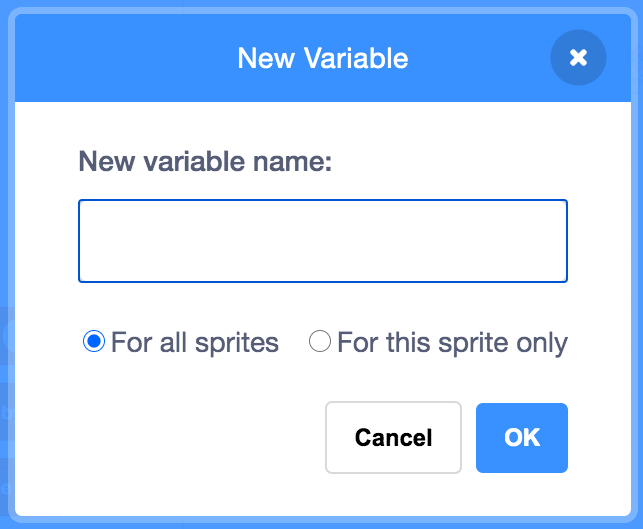 New Variable
New variable name:
For all sprites For this sprite only
Cancel OK